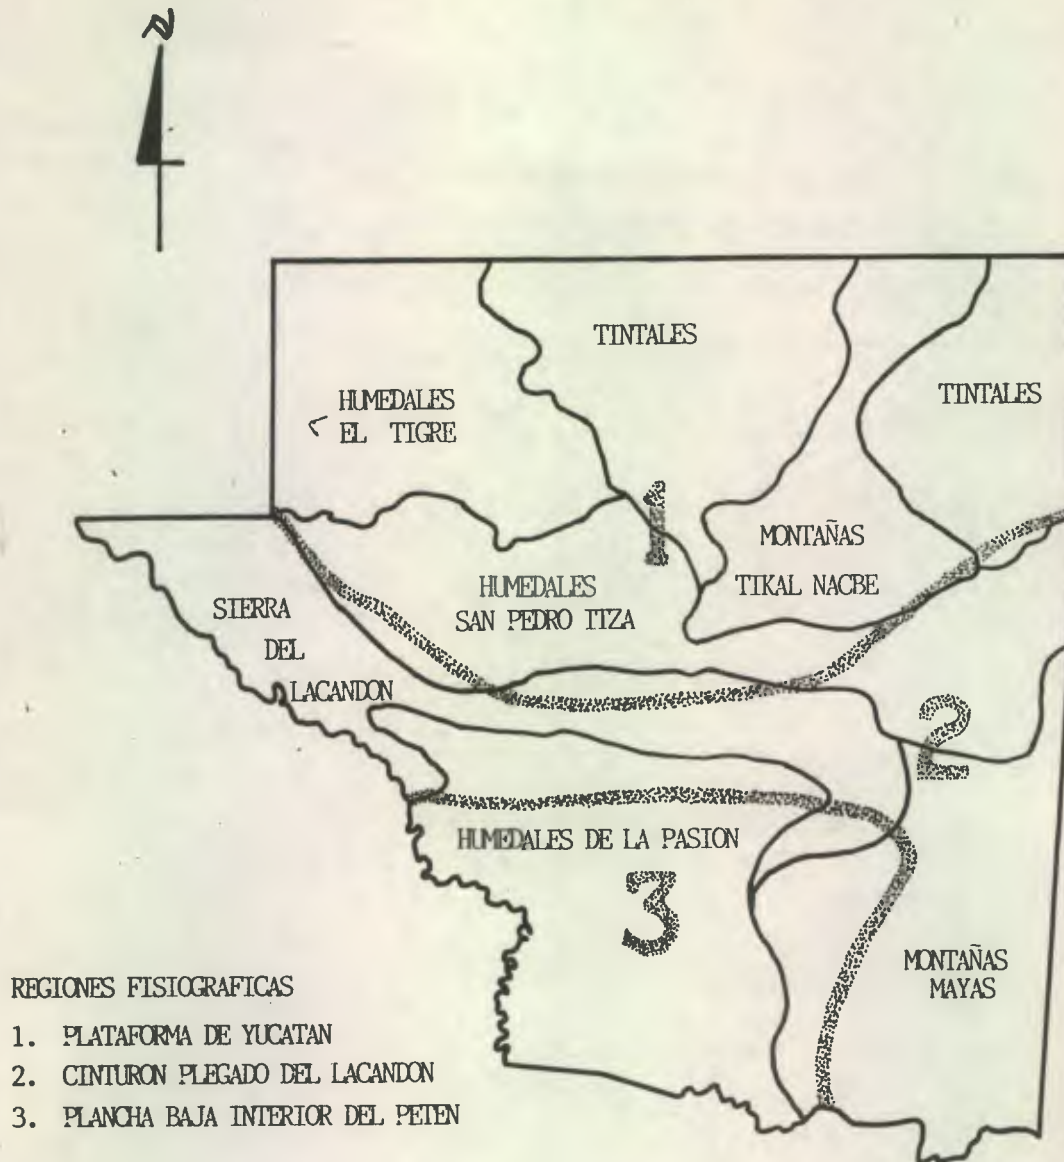 N
TINTALES
TINTALES
HUMEDALES
EL TIGRE
1
MONTAÑAS
TIKAL NACBE
HUMEDALES
SAN PEDRO ITZA
SIERRA
DEL
LACANDON
2
HUMEDALES DE LA PASION
3
MONTAÑAS
MAYAS
REGIONES FISIOGRAFICAS
1. PLATAFORMA DE YUCATAN
2. CINTURON PLEGADO DEL LACANDON
3. PLANCHA BAJA INTERIOR DEL PETEN